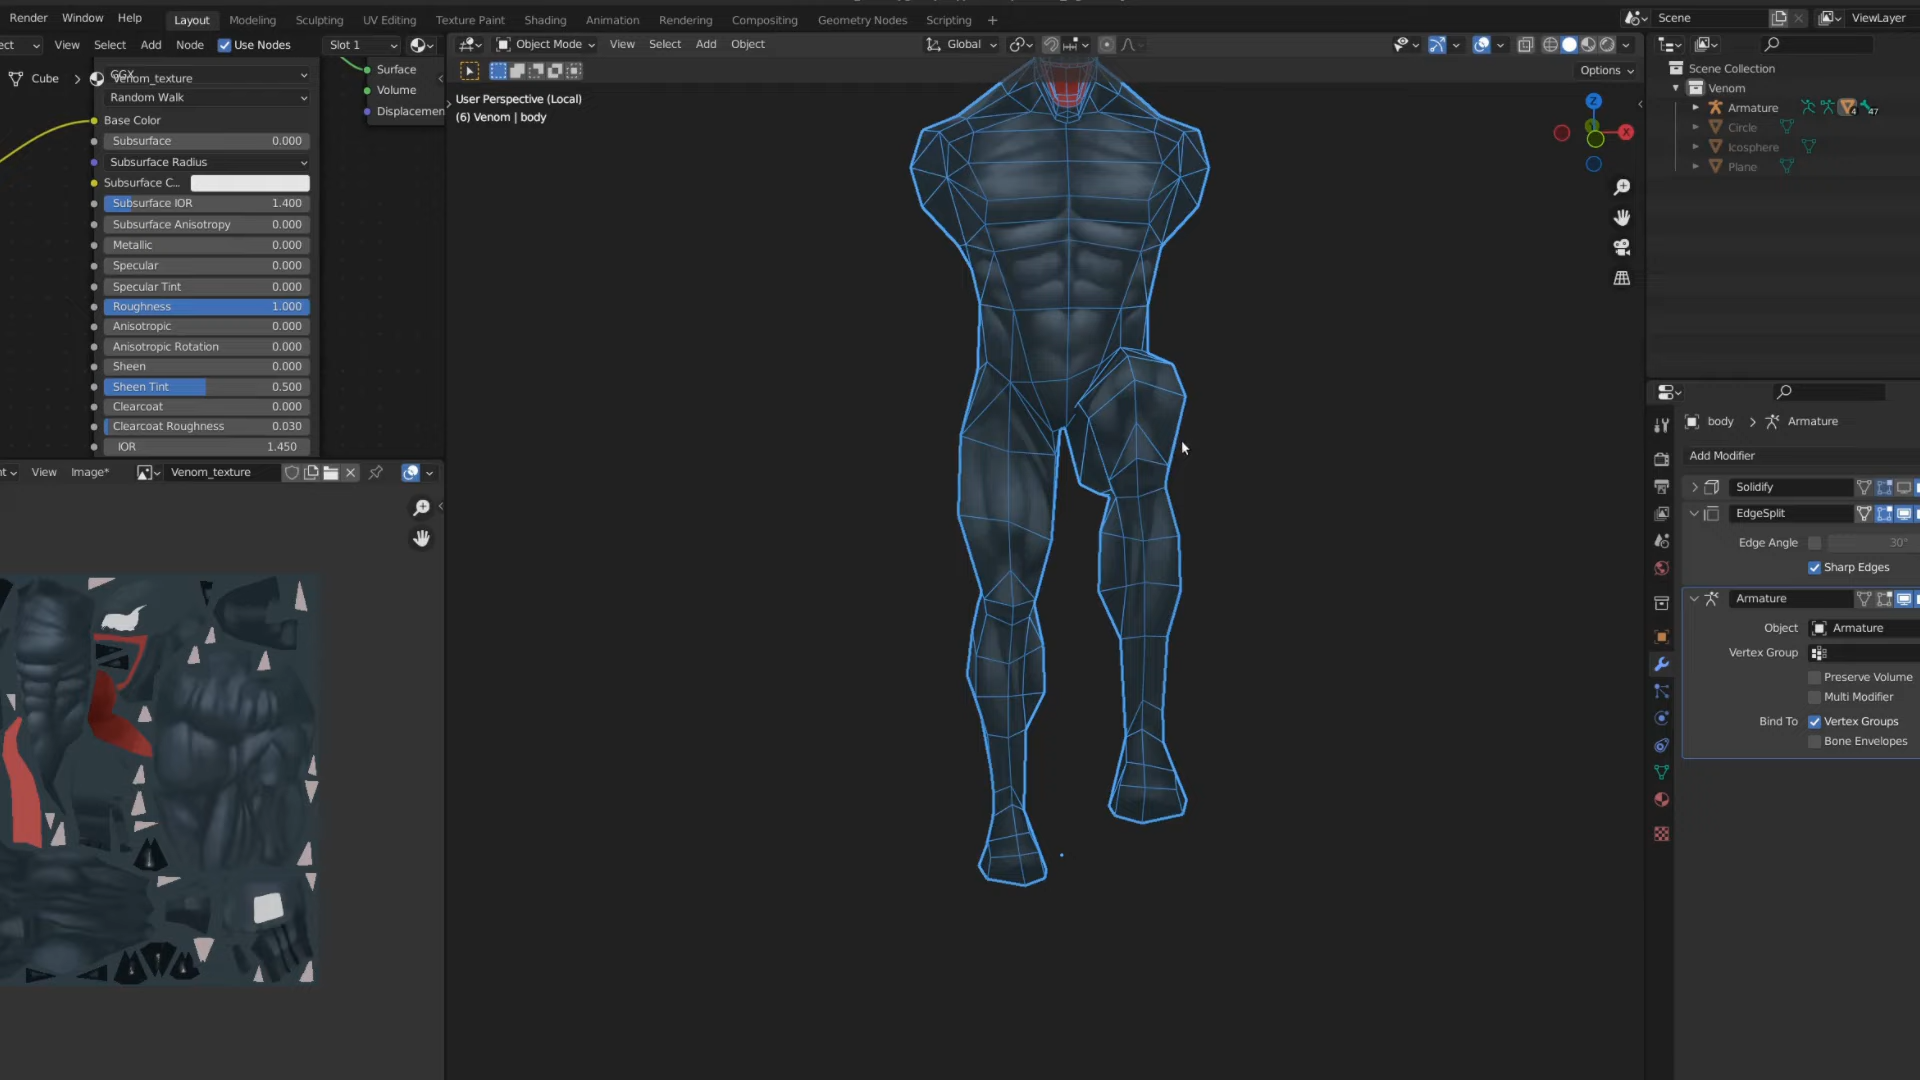 Render Window Help Layout Modeling Sculpting UV Editing Texture Paint Shading Animation Rendering Compositing Geometry Nodes Scripting + Scene ViewLayer
ect View Select Add Node Use Nodes Slot 1 Object Mode View Select Add Object Global
Options
Cube > Venom_texture
GGX
Random Walk
Base Color
Subsurface 0.000
Subsurface Radius
Subsurface C...
Subsurface IOR 1.400
Subsurface Anisotropy 0.000
Metallic 0.000
Specular 0.000
Specular Tint 0.000
Roughness 1.000
Anisotropic 0.000
Anisotropic Rotation 0.000
Sheen 0.000
Sheen Tint 0.500
Clearcoat 0.000
Clearcoat Roughness 0.030
IOR 1.450
Surface
Volume
Displacemen
User Perspective (Local)
(6) Venom | body
Z
X
View Image* Venom_texture
Scene Collection
Venom
Armature 4 47
Circle
Icosphere
Plane
body > Armature
Add Modifier
Solidify
EdgeSplit
Edge Angle 30°
Sharp Edges
Armature
Object Armature
Vertex Group
Preserve Volume
Multi Modifier
Bind To Vertex Groups
Bone Envelopes